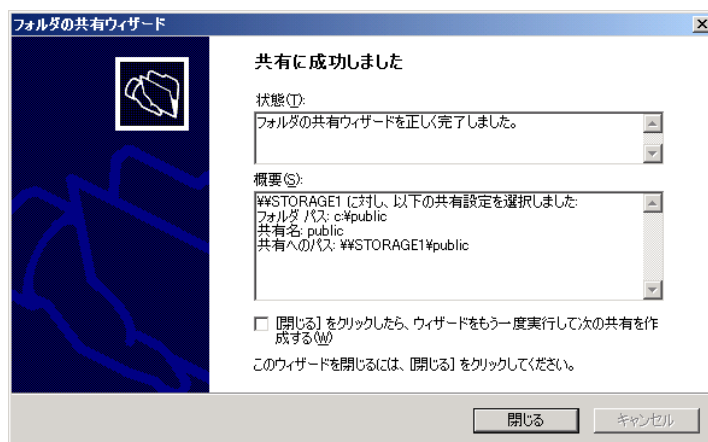 フォルダの共有ウィザード
共有に成功しました
状態(T):
フォルダの共有ウィザードを正しく完了しました。
概要(S):
¥¥STORAGE1 に対し、以下の共有設定を選択しました:
フォルダ パス: c:¥public
共有名: public
共有へのパス: ¥¥STORAGE1¥public
[閉じる] をクリックしたら、ウィザードをもう一度実行して次の共有を作
成する(W)
このウィザードを閉じるには、[閉じる] をクリックしてください。
閉じる
キャンセル